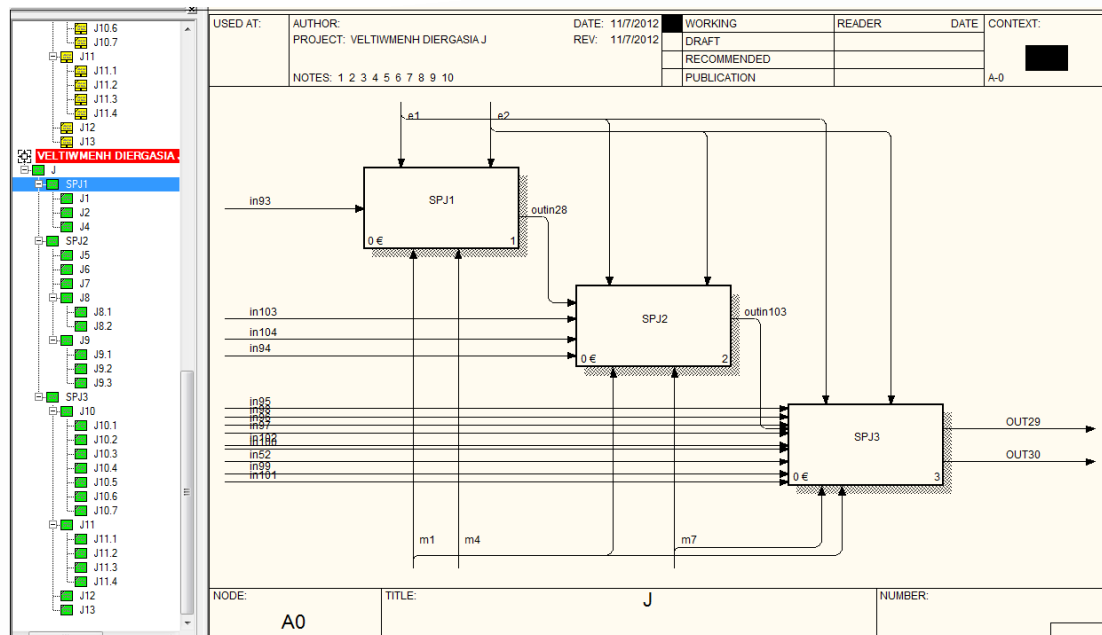 J10.6
J10.7
J11
J11.1
J11.2
J11.3
J11.4
J12
J13
VELTIWMENH DIERGASIA J
J
SPJ1
J1
J2
J4
SPJ2
J5
J6
J7
J8
J8.1
J8.2
J9
J9.1
J9.2
J9.3
SPJ3
J10
J10.1
J10.2
J10.3
J10.4
J10.5
J10.6
J10.7
J11
J11.1
J11.2
J11.3
J11.4
J12
J13
USED AT: AUTHOR: DATE: 11/7/2012 WORKING READER DATE CONTEXT:
PROJECT: VELTIWMENH DIERGASIA J REV: 11/7/2012 DRAFT
RECOMMENDED
NOTES: 1 2 3 4 5 6 7 8 9 10 PUBLICATION A-0
e1 e2
SPJ1
in93
outin28
0 € 1
in103
SPJ2
outin103
in104
in94
0 € 2
in95
in98
in96
in97
OUT29
SPJ3
in102
in100
in52
OUT30
in99
in101
0 € 3
m1 m4 m7
NODE: TITLE: J NUMBER:
A0